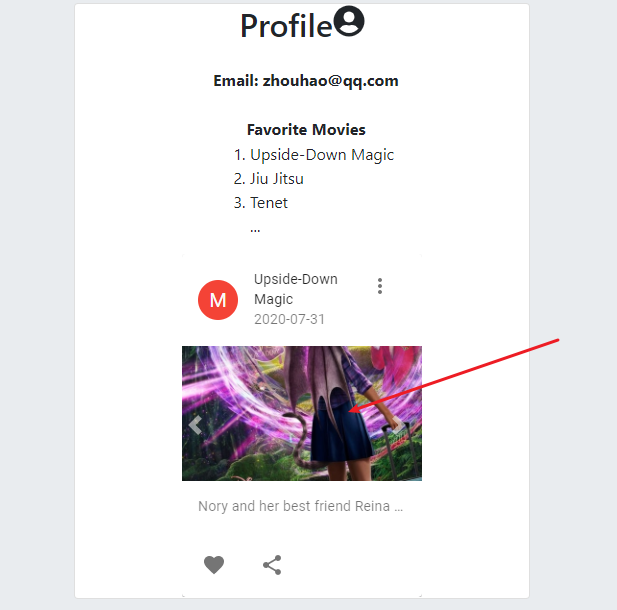 Profile
Email: zhouhao@qq.com
Favorite Movies
1. Upside-Down Magic
2. Jiu Jitsu
3. Tenet
...
M
Upside-Down
Magic
2020-07-31
Nory and her best friend Reina ...